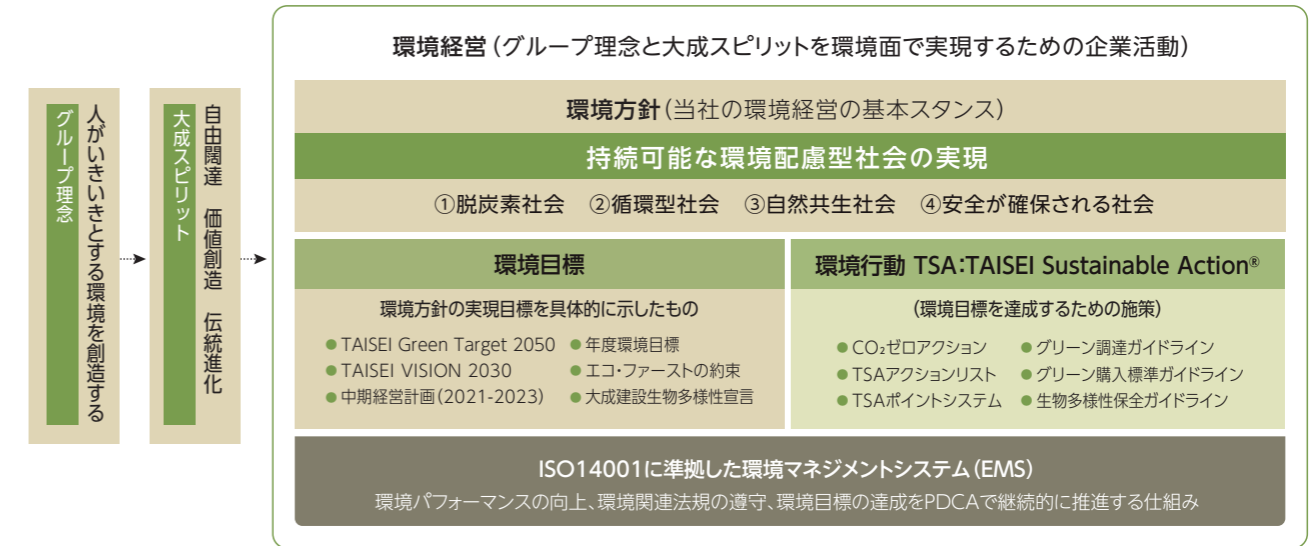 グループ理念
人がいきいきとする環境を創造する
大成スピリット
自由闊達　価値創造　伝統進化
環境経営（グループ理念と大成スピリットを環境面で実現するための企業活動）
環境方針（当社の環境経営の基本スタンス）
持続可能な環境配慮型社会の実現
①脱炭素社会　②循環型社会　③自然共生社会　④安全が確保される社会
環境目標
環境方針の実現目標を具体的に示したもの
●TAISEI Green Target 2050　●年度環境目標
●TAISEI VISION 2030　●エコ・ファーストの約束
●中期経営計画（2021-2023）　●大成建設生物多様性宣言
環境行動 TSA：TAISEI Sustainable Action®
（環境目標を達成するための施策）
●CO₂ゼロアクション　●グリーン調達ガイドライン
●TSAアクションリスト　●グリーン購入標準ガイドライン
●TSAポイントシステム　●生物多様性保全ガイドライン
ISO14001に準拠した環境マネジメントシステム（EMS）
環境パフォーマンスの向上、環境関連法規の遵守、環境目標の達成をPDCAで継続的に推進する仕組み